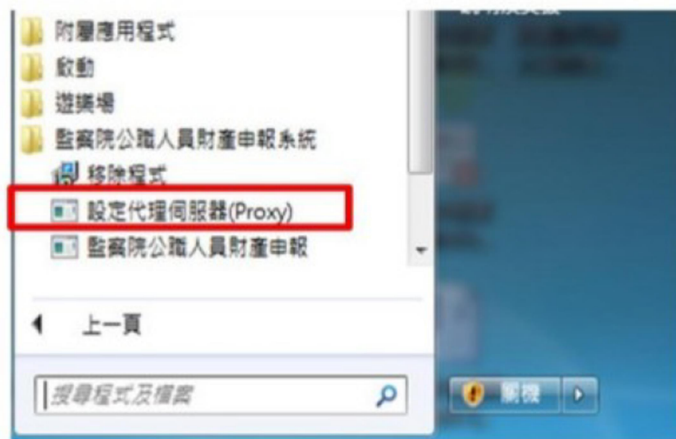 附屬應用程式
啟動
遊樂場
監察院公職人員財產申報系統
移除程式
設定代理伺服器(Proxy)
監察院公職人員財產申報
上一頁
搜尋程式及檔案
關機